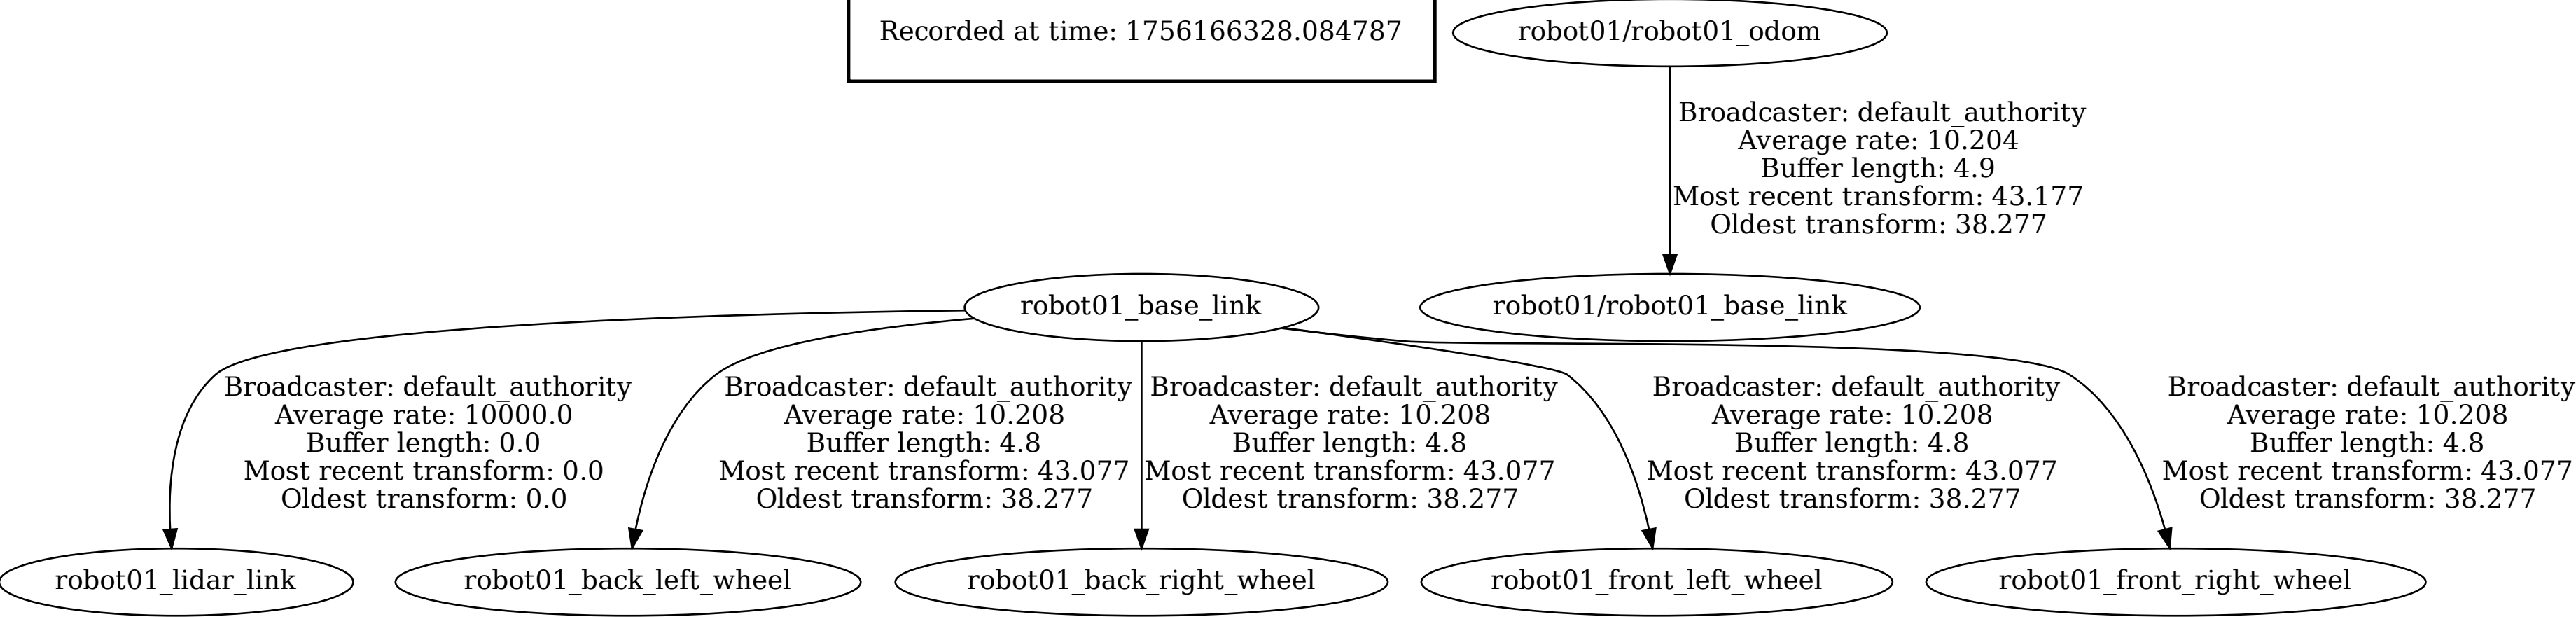 Recorded at time: 1756166328.084787
robot01/robot01_odom
Broadcaster: default_authority
Average rate: 10.204
Buffer length: 4.9
Most recent transform: 43.177
Oldest transform: 38.277
robot01_base_link
robot01/robot01_base_link
Broadcaster: default_authority
Average rate: 10000.0
Buffer length: 0.0
Most recent transform: 0.0
Oldest transform: 0.0
Broadcaster: default_authority
Average rate: 10.208
Buffer length: 4.8
Most recent transform: 43.077
Oldest transform: 38.277
Broadcaster: default_authority
Average rate: 10.208
Buffer length: 4.8
Most recent transform: 43.077
Oldest transform: 38.277
Broadcaster: default_authority
Average rate: 10.208
Buffer length: 4.8
Most recent transform: 43.077
Oldest transform: 38.277
Broadcaster: default_authority
Average rate: 10.208
Buffer length: 4.8
Most recent transform: 43.077
Oldest transform: 38.277
robot01_lidar_link
robot01_back_left_wheel
robot01_back_right_wheel
robot01_front_left_wheel
robot01_front_right_wheel